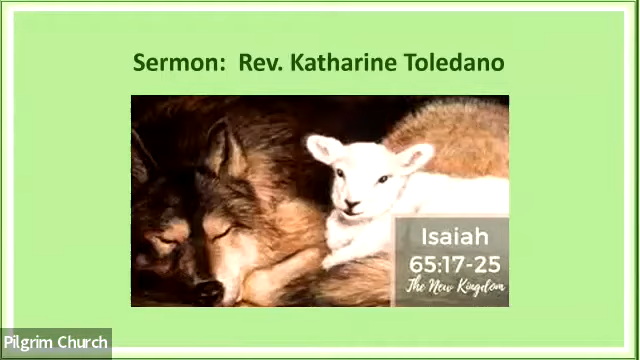 Sermon:  Rev. Katharine Toledano
Isaiah
65:17-25
The New Kingdom
Pilgrim Church